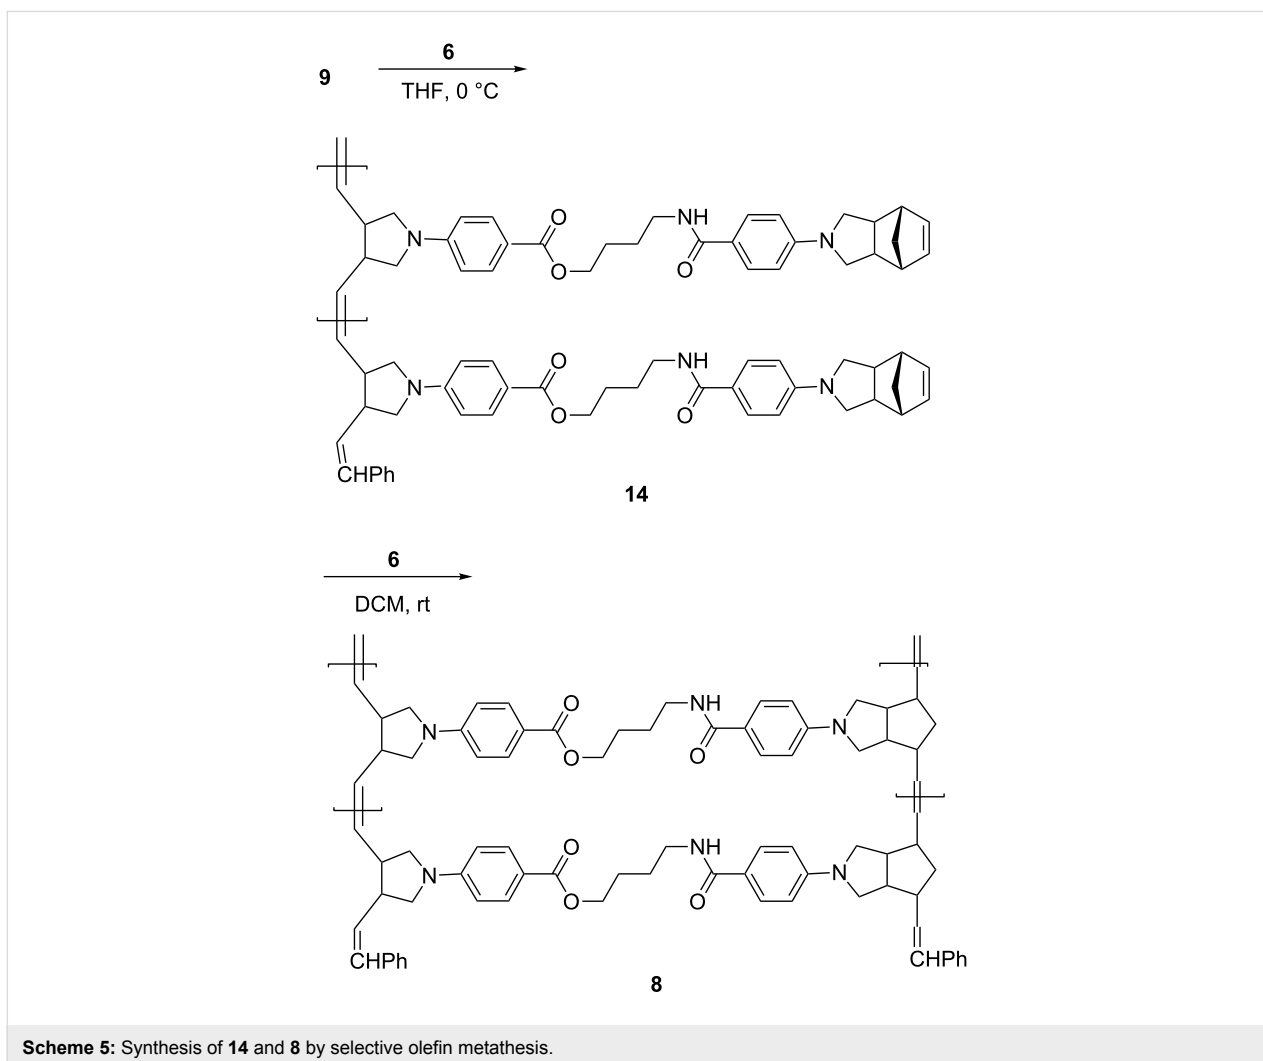 6
9
THF, 0 °C
N
O
O
NH
O
N
N
O
O
NH
O
N
CHPh
14
6
DCM, rt
N
O
O
NH
O
N
N
O
O
NH
O
N
CHPh
CHPh
8
Scheme 5: Synthesis of 14 and 8 by selective olefin metathesis.